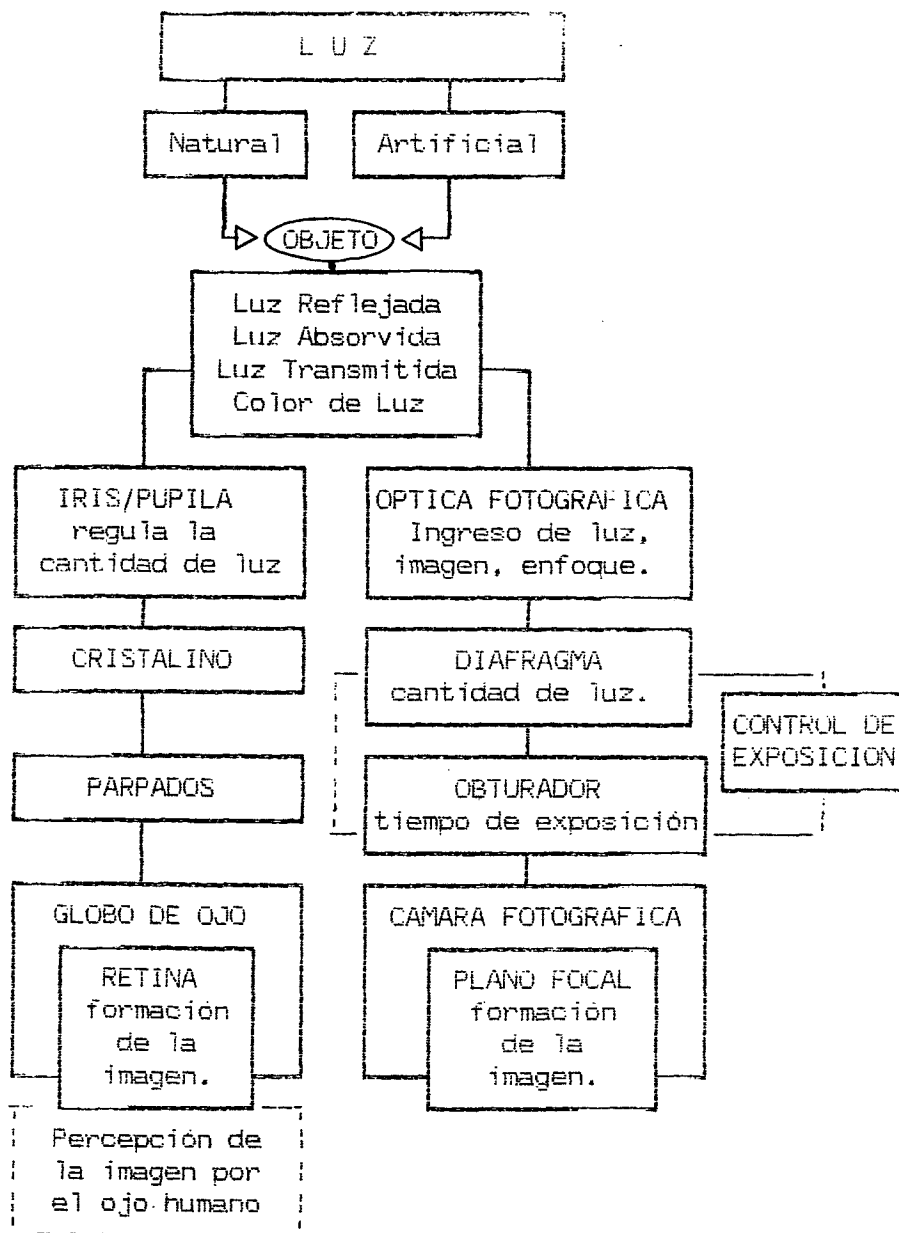 L U Z
Natural
Artificial
OBJETO
Luz Reflejada
Luz Absorvida
Luz Transmitida
Color de Luz
IRIS/PUPILA
regula la
cantidad de luz
CRISTALINO
PARPADOS
GLOBO DE OJO
RETINA
formación
de la
imagen.
Percepción de
la imagen por
el ojo humano
OPTICA FOTOGRAFICA
Ingreso de luz,
imagen, enfoque.
DIAFRAGMA
cantidad de luz.
OBTURADOR
tiempo de exposición
CONTROL DE
EXPOSICION
CAMARA FOTOGRAFICA
PLANO FOCAL
formación
de la
imagen.